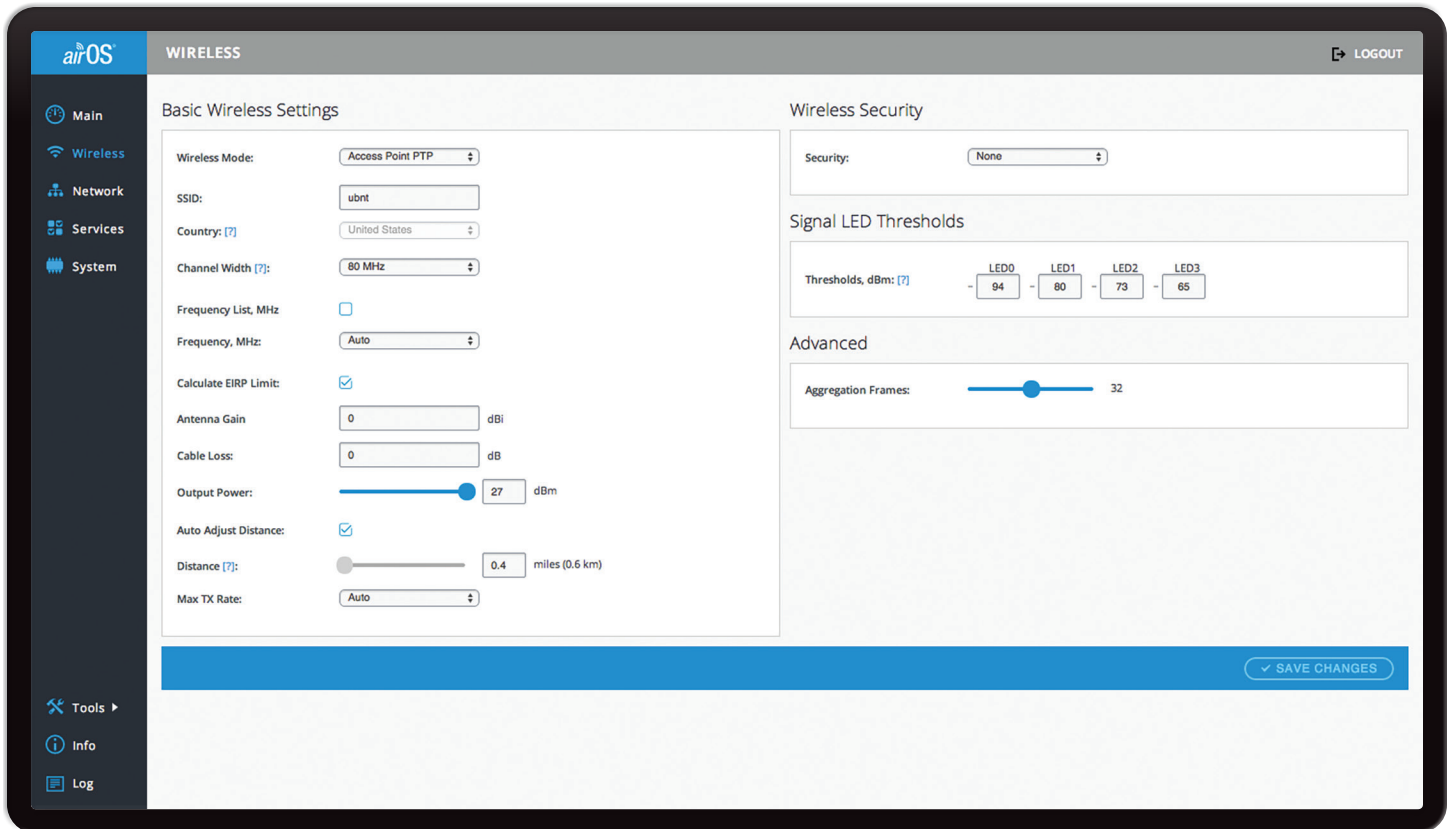 airOS
WIRELESS
LOGOUT
Main
Wireless
Network
Services
System
Tools
Info
Log
Basic Wireless Settings
Wireless Mode: Access Point PTP
SSID: ubnt
Country: [?] United States
Channel Width [?]: 80 MHz
Frequency List, MHz
Frequency, MHz: Auto
Calculate EIRP Limit:
Antenna Gain 0 dBi
Cable Loss: 0 dB
Output Power: 27 dBm
Auto Adjust Distance:
Distance [?]: 0.4 miles (0.6 km)
Max TX Rate: Auto
Wireless Security
Security: None
Signal LED Thresholds
LED0 LED1 LED2 LED3
Thresholds, dBm: [?] - 94 - 80 - 73 - 65
Advanced
Aggregation Frames: 32
SAVE CHANGES